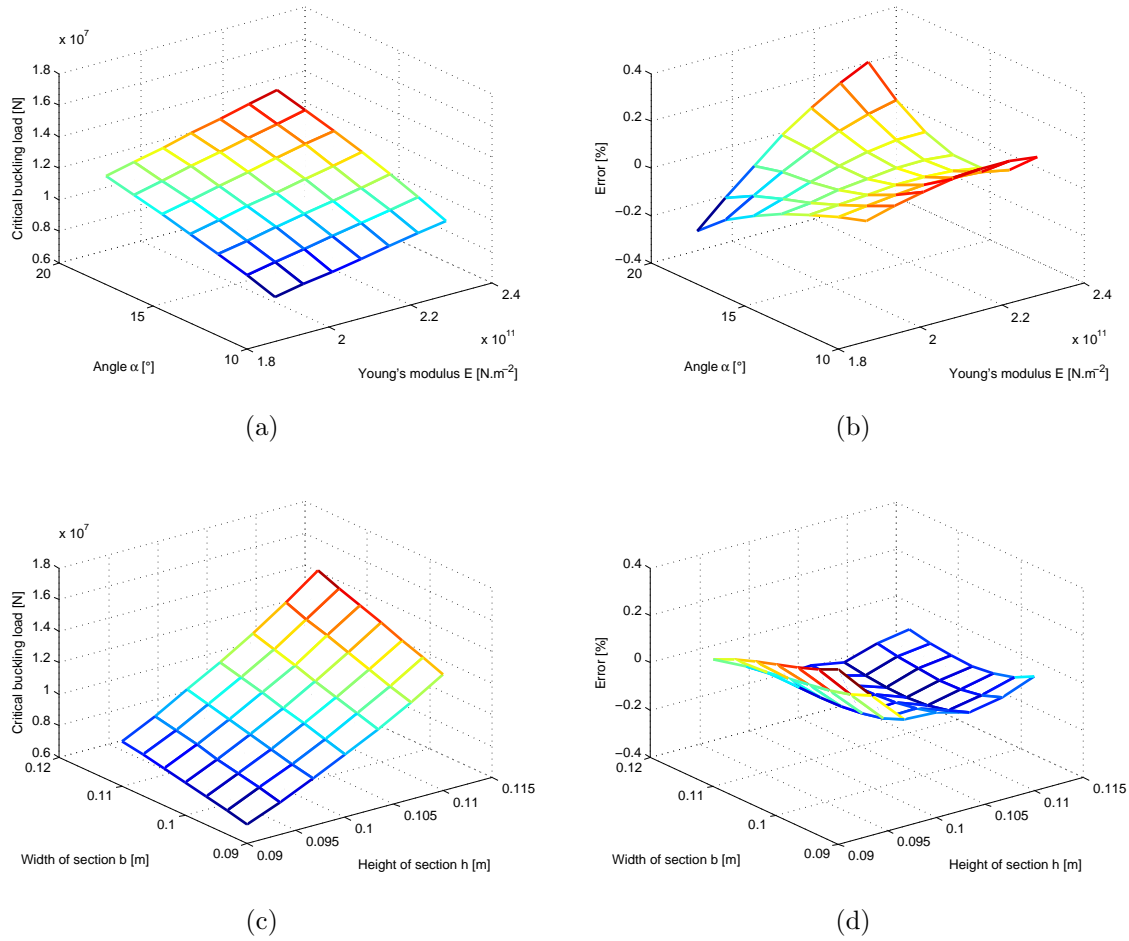 x 10^7
1.8
1.6
1.4
1.2
1
0.8
0.6
Critical buckling load [N]
20
15
10
Angle α [°]
1.8
2
2.2
2.4
x 10^11
Young's modulus E [N.m^−2]
(a)
0.4
0.2
0
−0.2
−0.4
Error [%]
20
15
10
Angle α [°]
1.8
2
2.2
2.4
x 10^11
Young's modulus E [N.m^−2]
(b)
x 10^7
1.8
1.6
1.4
1.2
1
0.8
0.6
Critical buckling load [N]
0.12
0.11
0.1
0.09
Width of section b [m]
0.09
0.095
0.1
0.105
0.11
0.115
Height of section h [m]
(c)
0.4
0.2
0
−0.2
−0.4
Error [%]
0.12
0.11
0.1
0.09
Width of section b [m]
0.09
0.095
0.1
0.105
0.11
0.115
Height of section h [m]
(d)